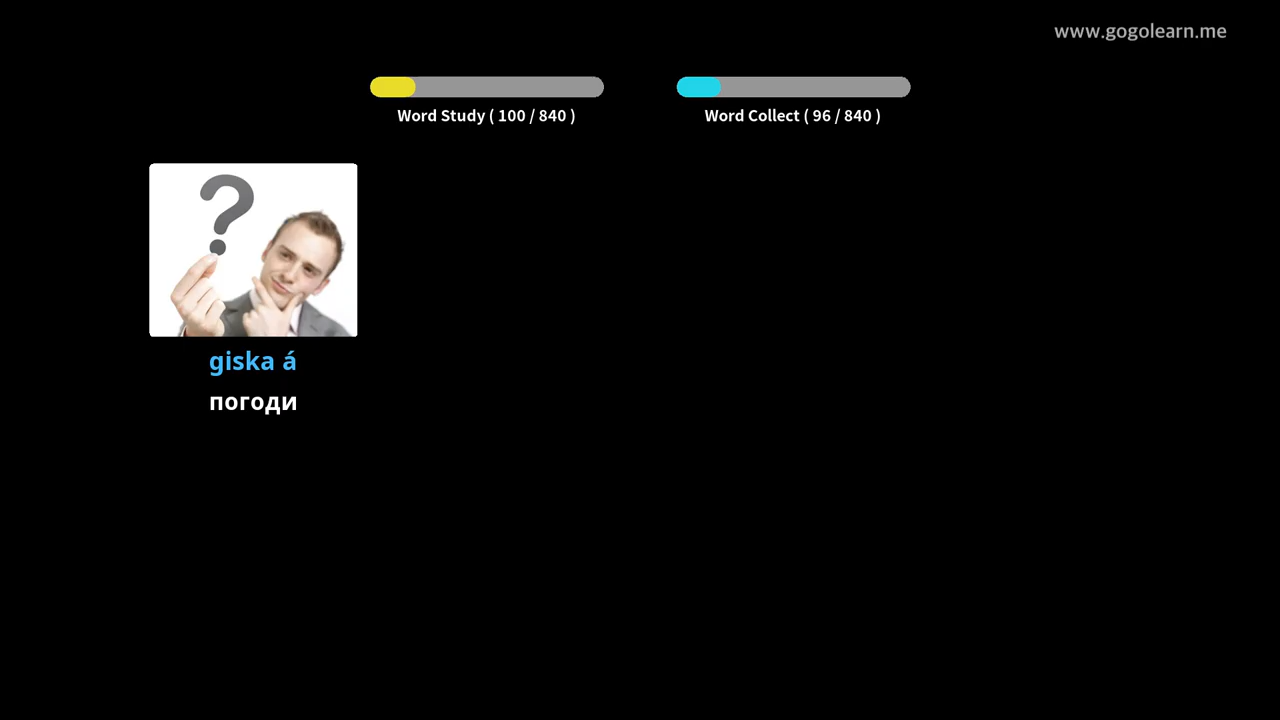 www.gogolearn.me
Word Study ( 100 / 840 )
Word Collect ( 96 / 840 )
giska á
погоди